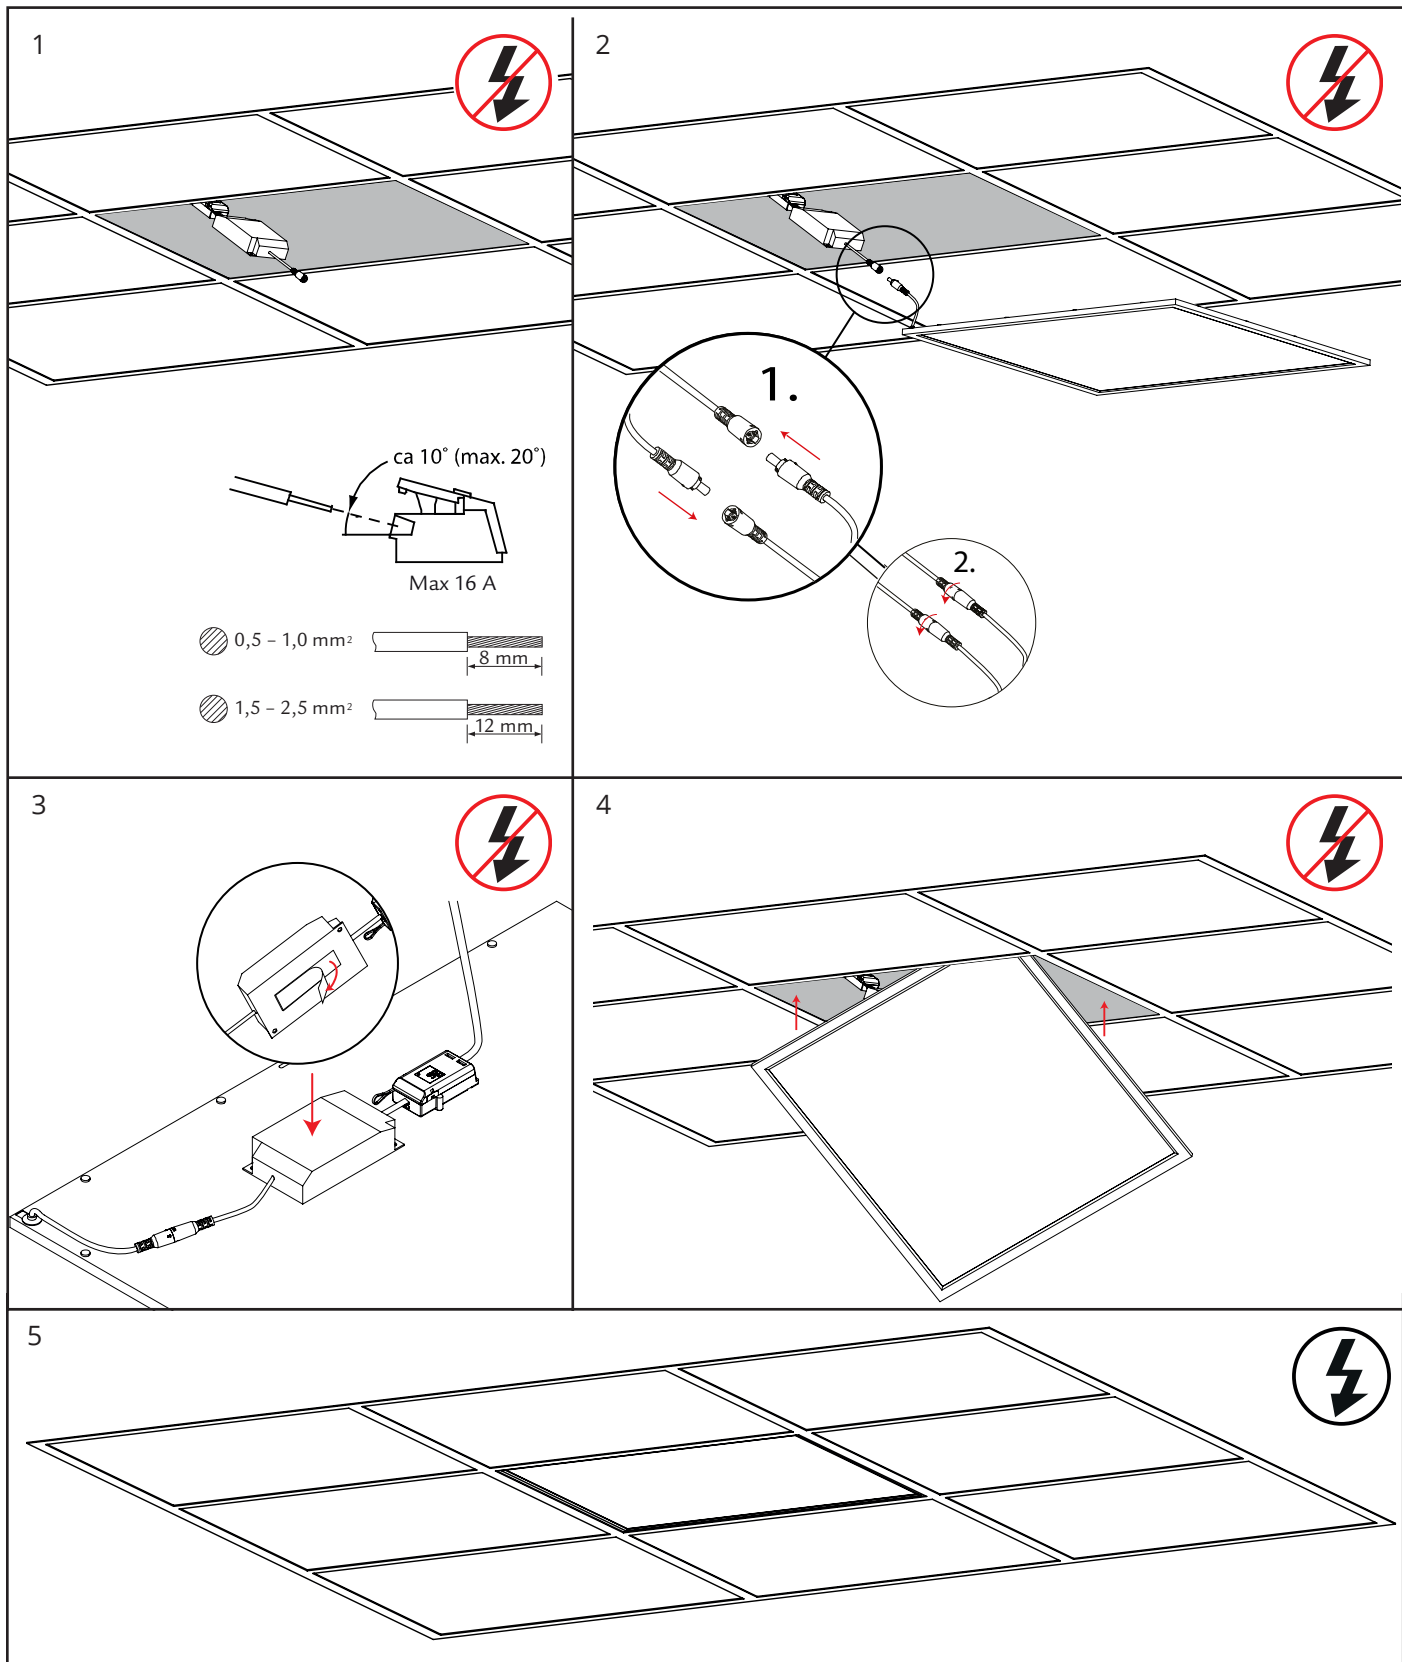 1
ca 10˚ (max. 20˚)
Max 16 A
0,5 – 1,0 mm²
8 mm
1,5 – 2,5 mm²
12 mm
2
1.
2.
3
4
5